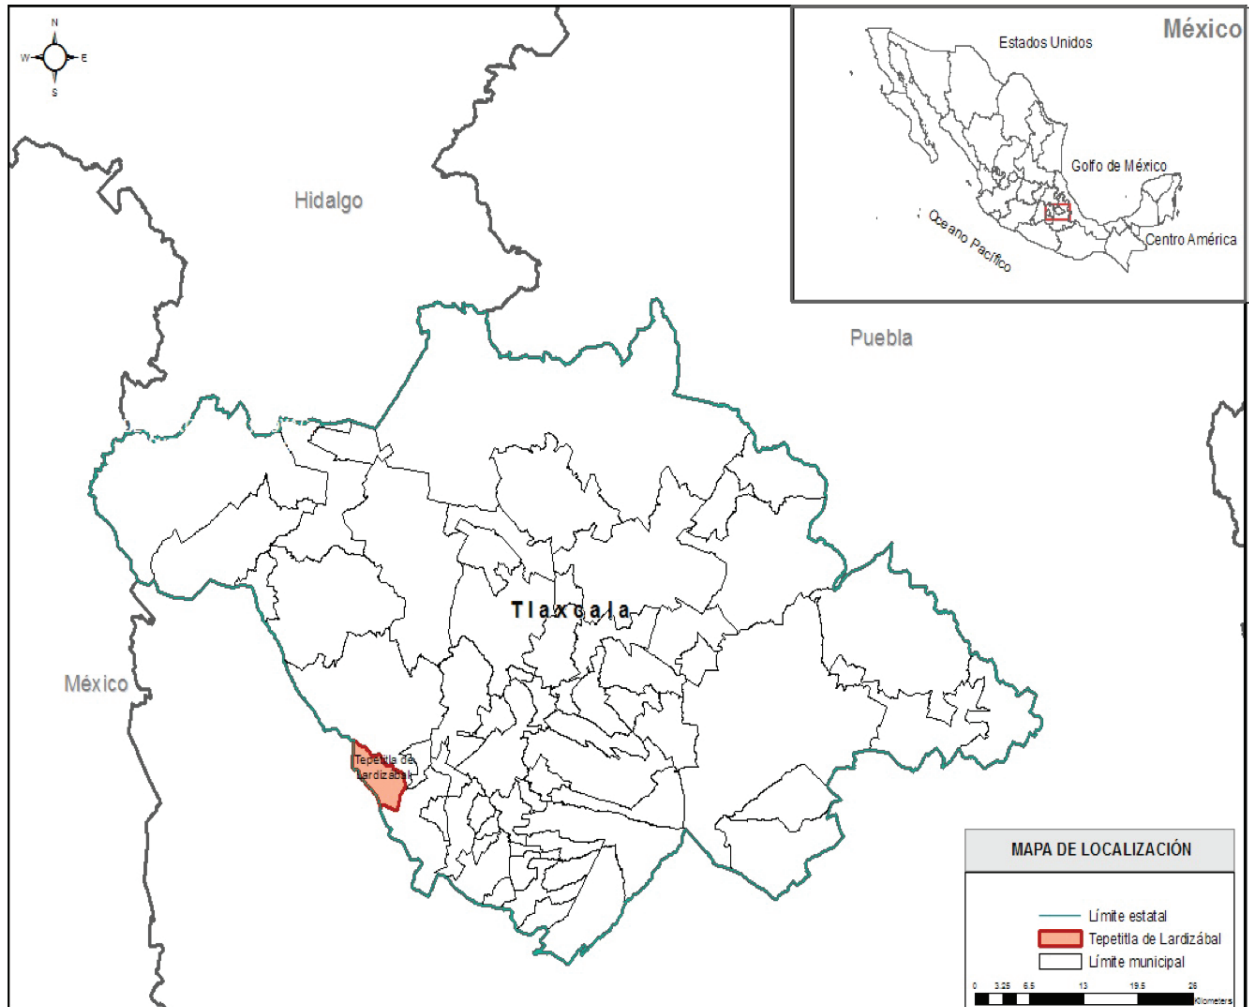 N
W
E
S
México
Estados Unidos
Golfo de México
Oceano Pacífico
Centro América
Hidalgo
Puebla
Tlaxcala
México
Tepetitla de
Lardizábal
MAPA DE LOCALIZACIÓN
Límite estatal
Tepetitla de Lardizábal
Límite municipal
0 3.25 6.5 13 19.5 26
Kilometers